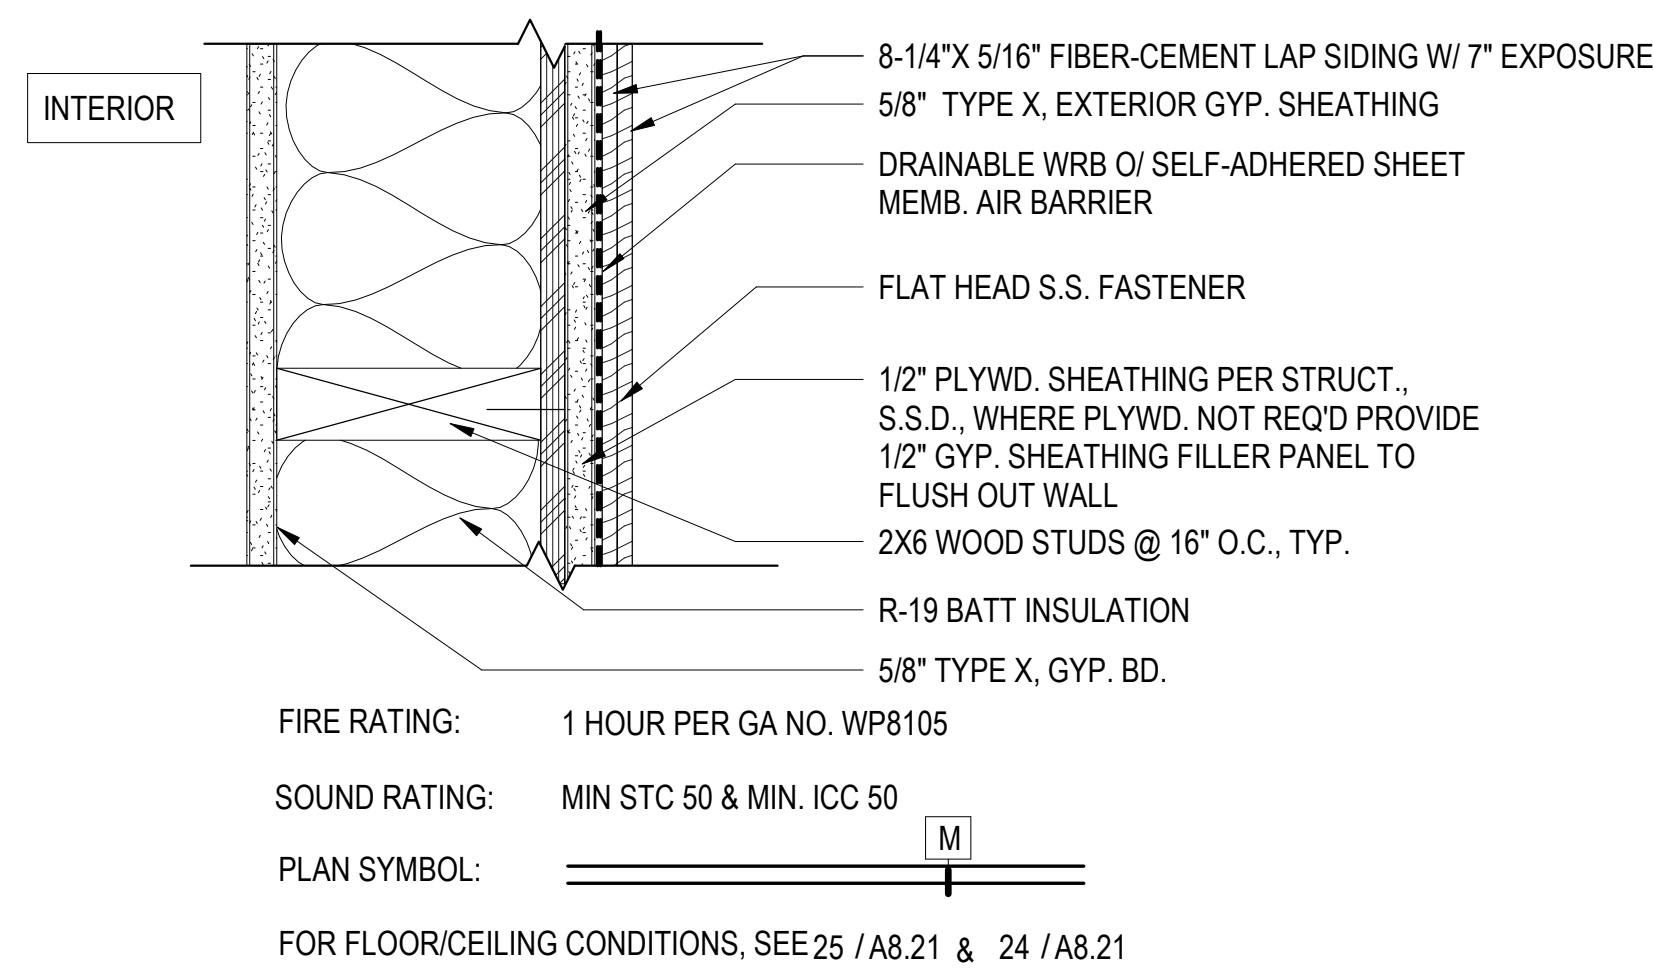 INTERIOR
8-1/4"X 5/16" FIBER-CEMENT LAP SIDING W/ 7" EXPOSURE
5/8" TYPE X, EXTERIOR GYP. SHEATHING
DRAINABLE WRB O/ SELF-ADHERED SHEET
MEMB. AIR BARRIER
FLAT HEAD S.S. FASTENER
1/2" PLYWD. SHEATHING PER STRUCT.,
S.S.D., WHERE PLYWD. NOT REQ'D PROVIDE
1/2" GYP. SHEATHING FILLER PANEL TO
FLUSH OUT WALL
2X6 WOOD STUDS @ 16" O.C., TYP.
R-19 BATT INSULATION
5/8" TYPE X, GYP. BD.
FIRE RATING: 1 HOUR PER GA NO. WP8105
SOUND RATING: MIN STC 50 & MIN. ICC 50
M
PLAN SYMBOL:
FOR FLOOR/CEILING CONDITIONS, SEE 25 / A8.21 & 24 / A8.21